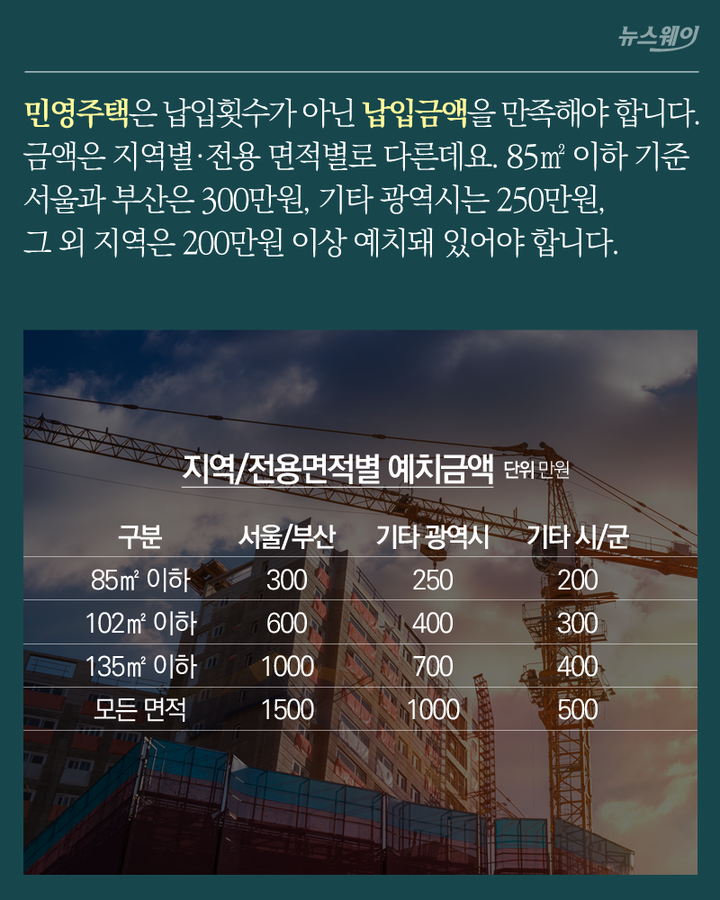 뉴스웨이
민영주택은 납입횟수가 아닌 납입금액을 만족해야 합니다.
금액은 지역별·전용 면적별로 다른데요. 85㎡ 이하 기준
서울과 부산은 300만원, 기타 광역시는 250만원,
그 외 지역은 200만원 이상 예치돼 있어야 합니다.
지역/전용면적별 예치금액 단위 만원
구분 서울/부산 기타 광역시 기타 시/군
85㎡ 이하 300 250 200
102㎡ 이하 600 400 300
135㎡ 이하 1000 700 400
모든 면적 1500 1000 500